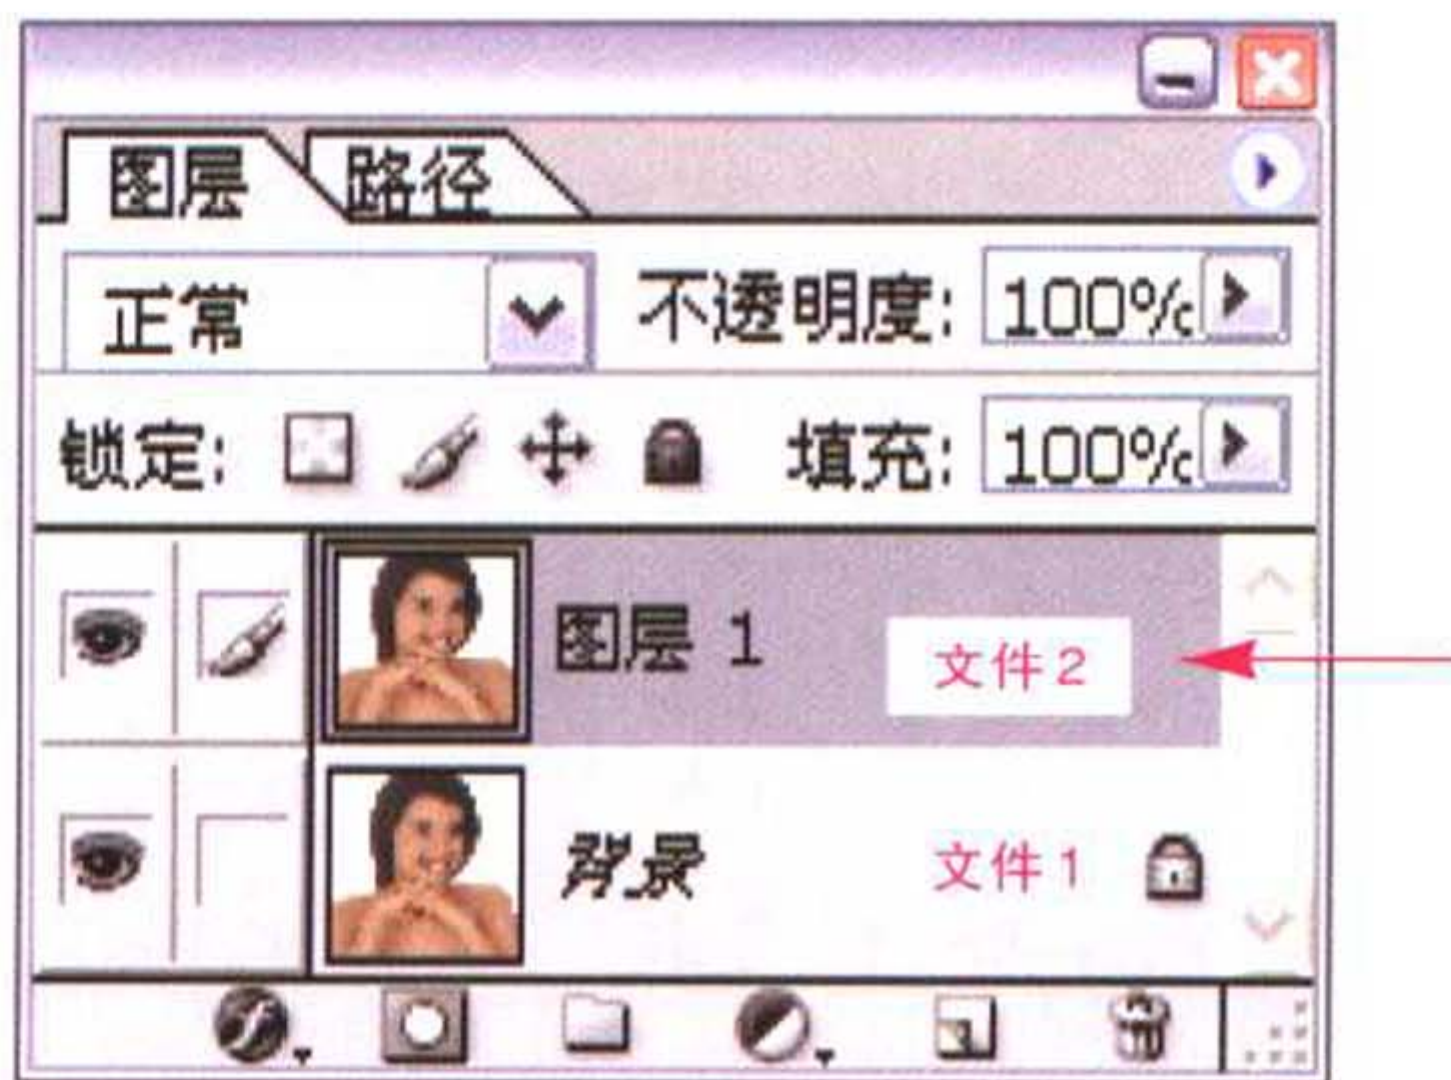 图层 路径
正常 不透明度: 100%
锁定: 填充: 100%
图层 1 文件2
背景 文件1